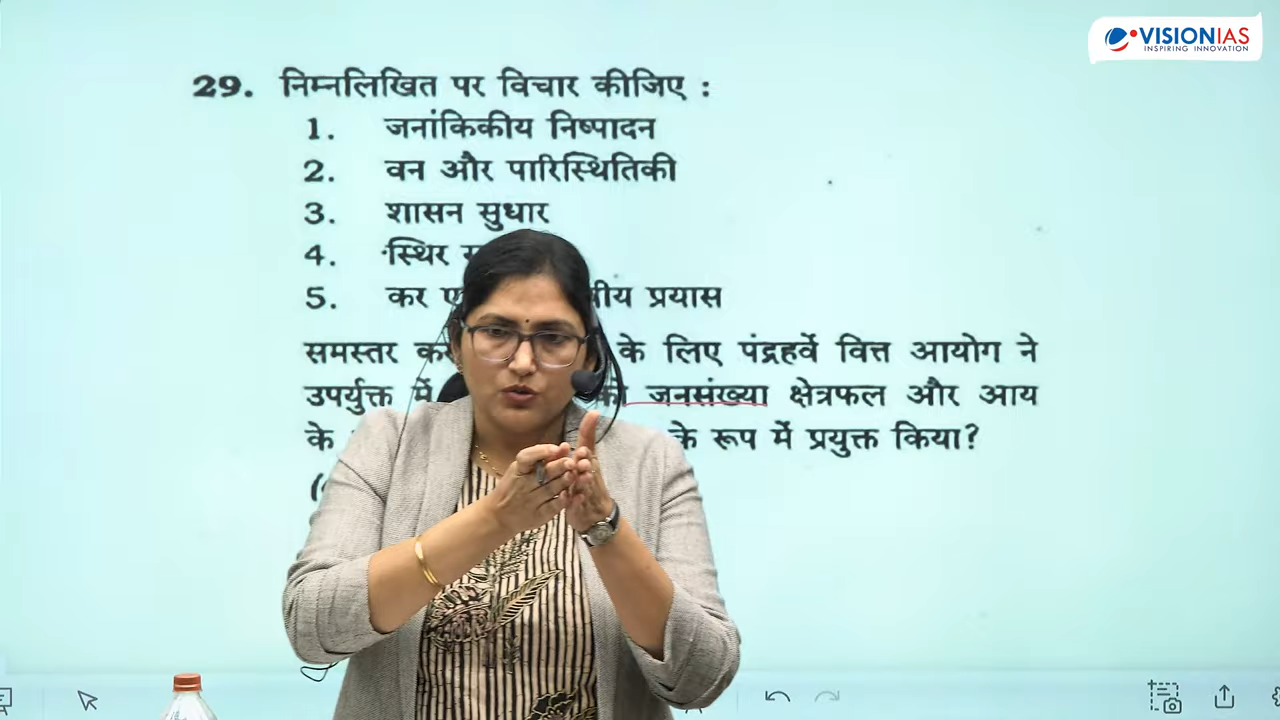 VISIONIAS
INSPIRING INNOVATION
29. निम्नलिखित पर विचार कीजिए :
1. जनांकिकीय निष्पादन
2. वन और पारिस्थितिकी
3. शासन सुधार
4. स्थिर
5. कर प्रयास
समस्तर के लिए पंद्रहवें वित्त आयोग ने
उपर्युक्त में जनसंख्या क्षेत्रफल और आय
के के रूप में प्रयुक्त किया?